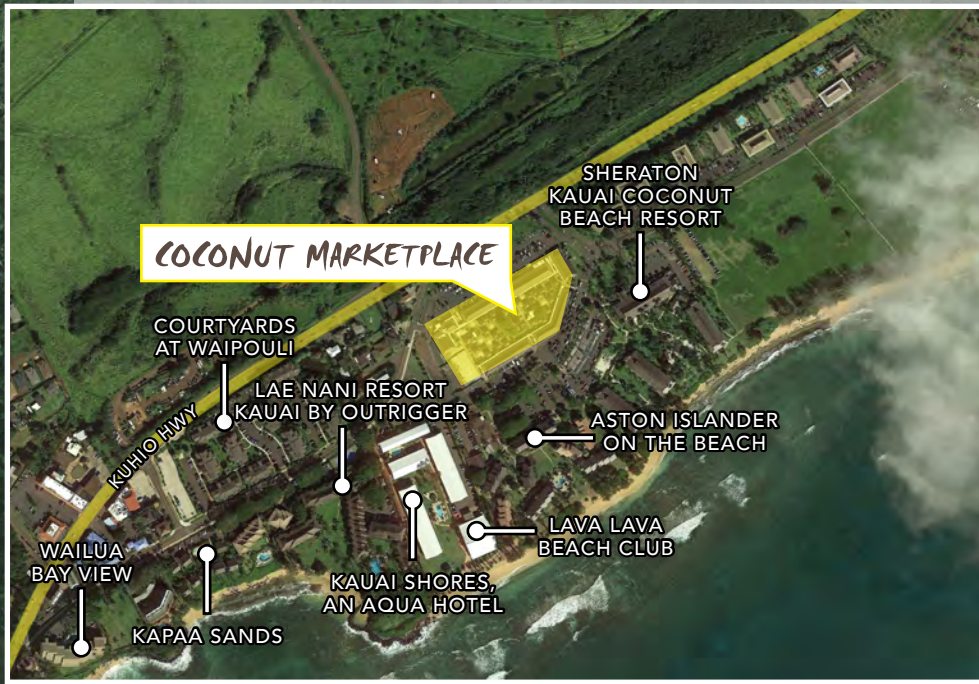 SHERATON
KAUAI COCONUT
BEACH RESORT
COCONUT MARKETPLACE
COURTYARDS
AT WAIPOULI
LAE NANI RESORT
KAUAI BY OUTRIGGER
KUHIO HWY
ASTON ISLANDER
ON THE BEACH
LAVA LAVA
BEACH CLUB
WAILUA
BAY VIEW
KAUAI SHORES,
AN AQUA HOTEL
KAPAA SANDS